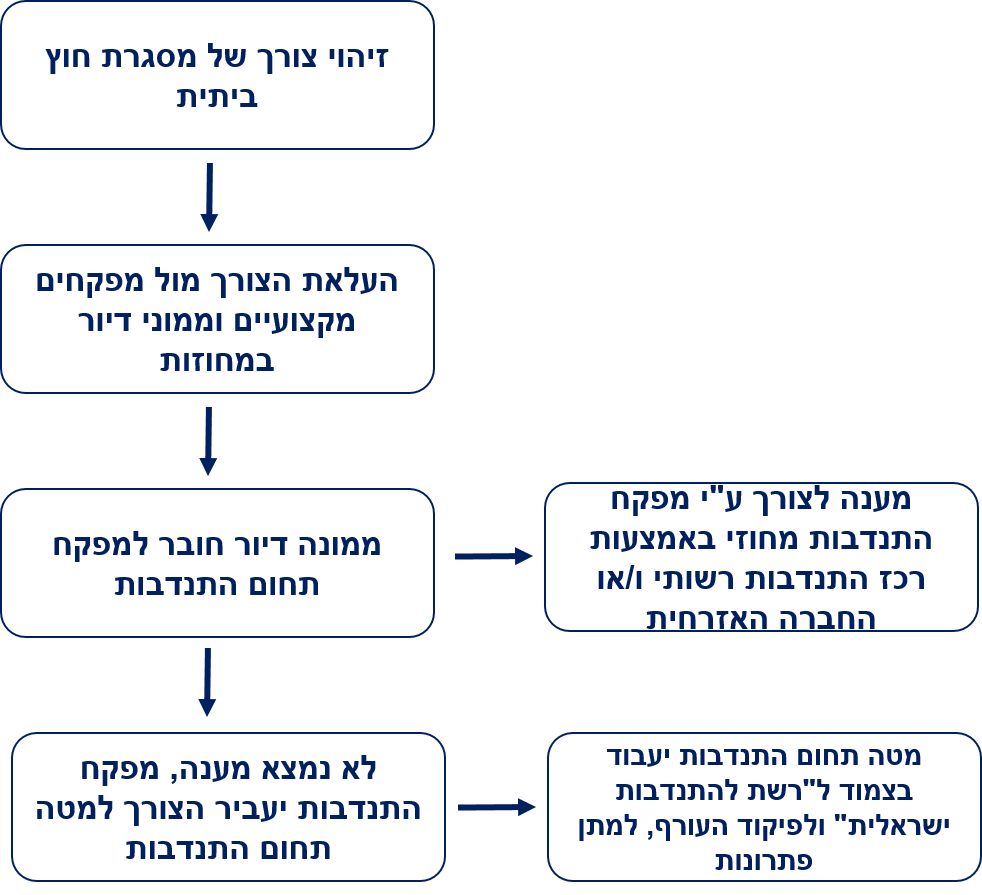 זיהוי צורך של מסגרת חוץ
ביתית
העלאת הצורך מול מפקחים
מקצועיים וממוני דיור
במחוזות
ממונה דיור חובר למפקח
תחום התנדבות
מענה לצורך ע"י מפקח
התנדבות מחוזי באמצעות
רכז התנדבות רשותי ו/או
החברה האזרחית
לא נמצא מענה, מפקח
התנדבות יעביר הצורך למטה
תחום התנדבות
מטה תחום התנדבות יעבוד
בצמוד ל"רשת להתנדבות
ישראלית" ולפיקוד העורף, למתן
פתרונות